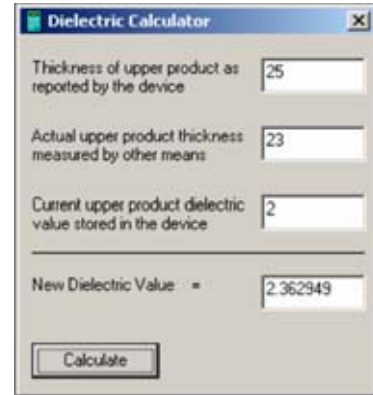 Dielectric Calculator
Thickness of upper product as
reported by the device
25
Actual upper product thickness
measured by other means
23
Current upper product dielectric
value stored in the device
2
New Dielectric Value =
2.362949
Calculate